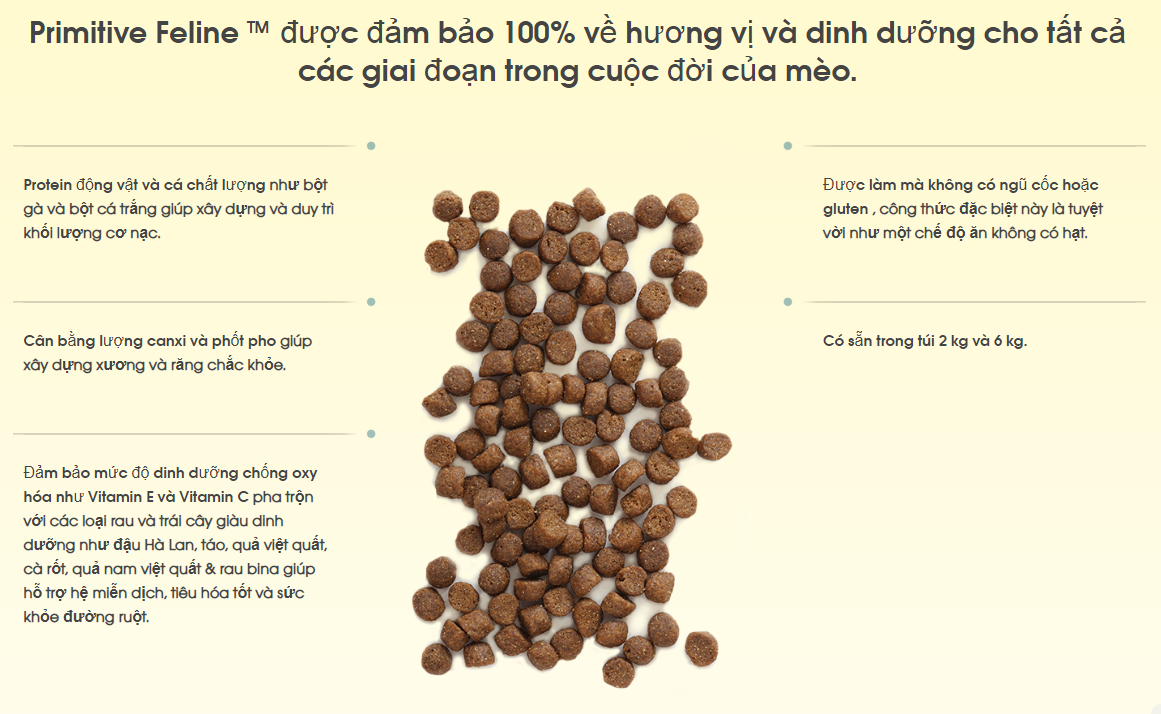 Primitive Feline ™ được đảm bảo 100% về hương vị và dinh dưỡng cho tất cả
các giai đoạn trong cuộc đời của mèo.
Protein động vật và cá chất lượng như bột
gà và bột cá trắng giúp xây dựng và duy trì
khối lượng cơ nạc.
Cân bằng lượng canxi và phốt pho giúp
xây dựng xương và răng chắc khỏe.
Đảm bảo mức độ dinh dưỡng chống oxy
hóa như Vitamin E và Vitamin C pha trộn
với các loại rau và trái cây giàu dinh
dưỡng như đậu Hà Lan, táo, quả việt quất,
cà rốt, quả nam việt quất & rau bina giúp
hỗ trợ hệ miễn dịch, tiêu hóa tốt và sức
khỏe đường ruột.
Được làm mà không có ngũ cốc hoặc
gluten , công thức đặc biệt này là tuyệt
vời như một chế độ ăn không có hạt.
Có sẵn trong túi 2 kg và 6 kg.